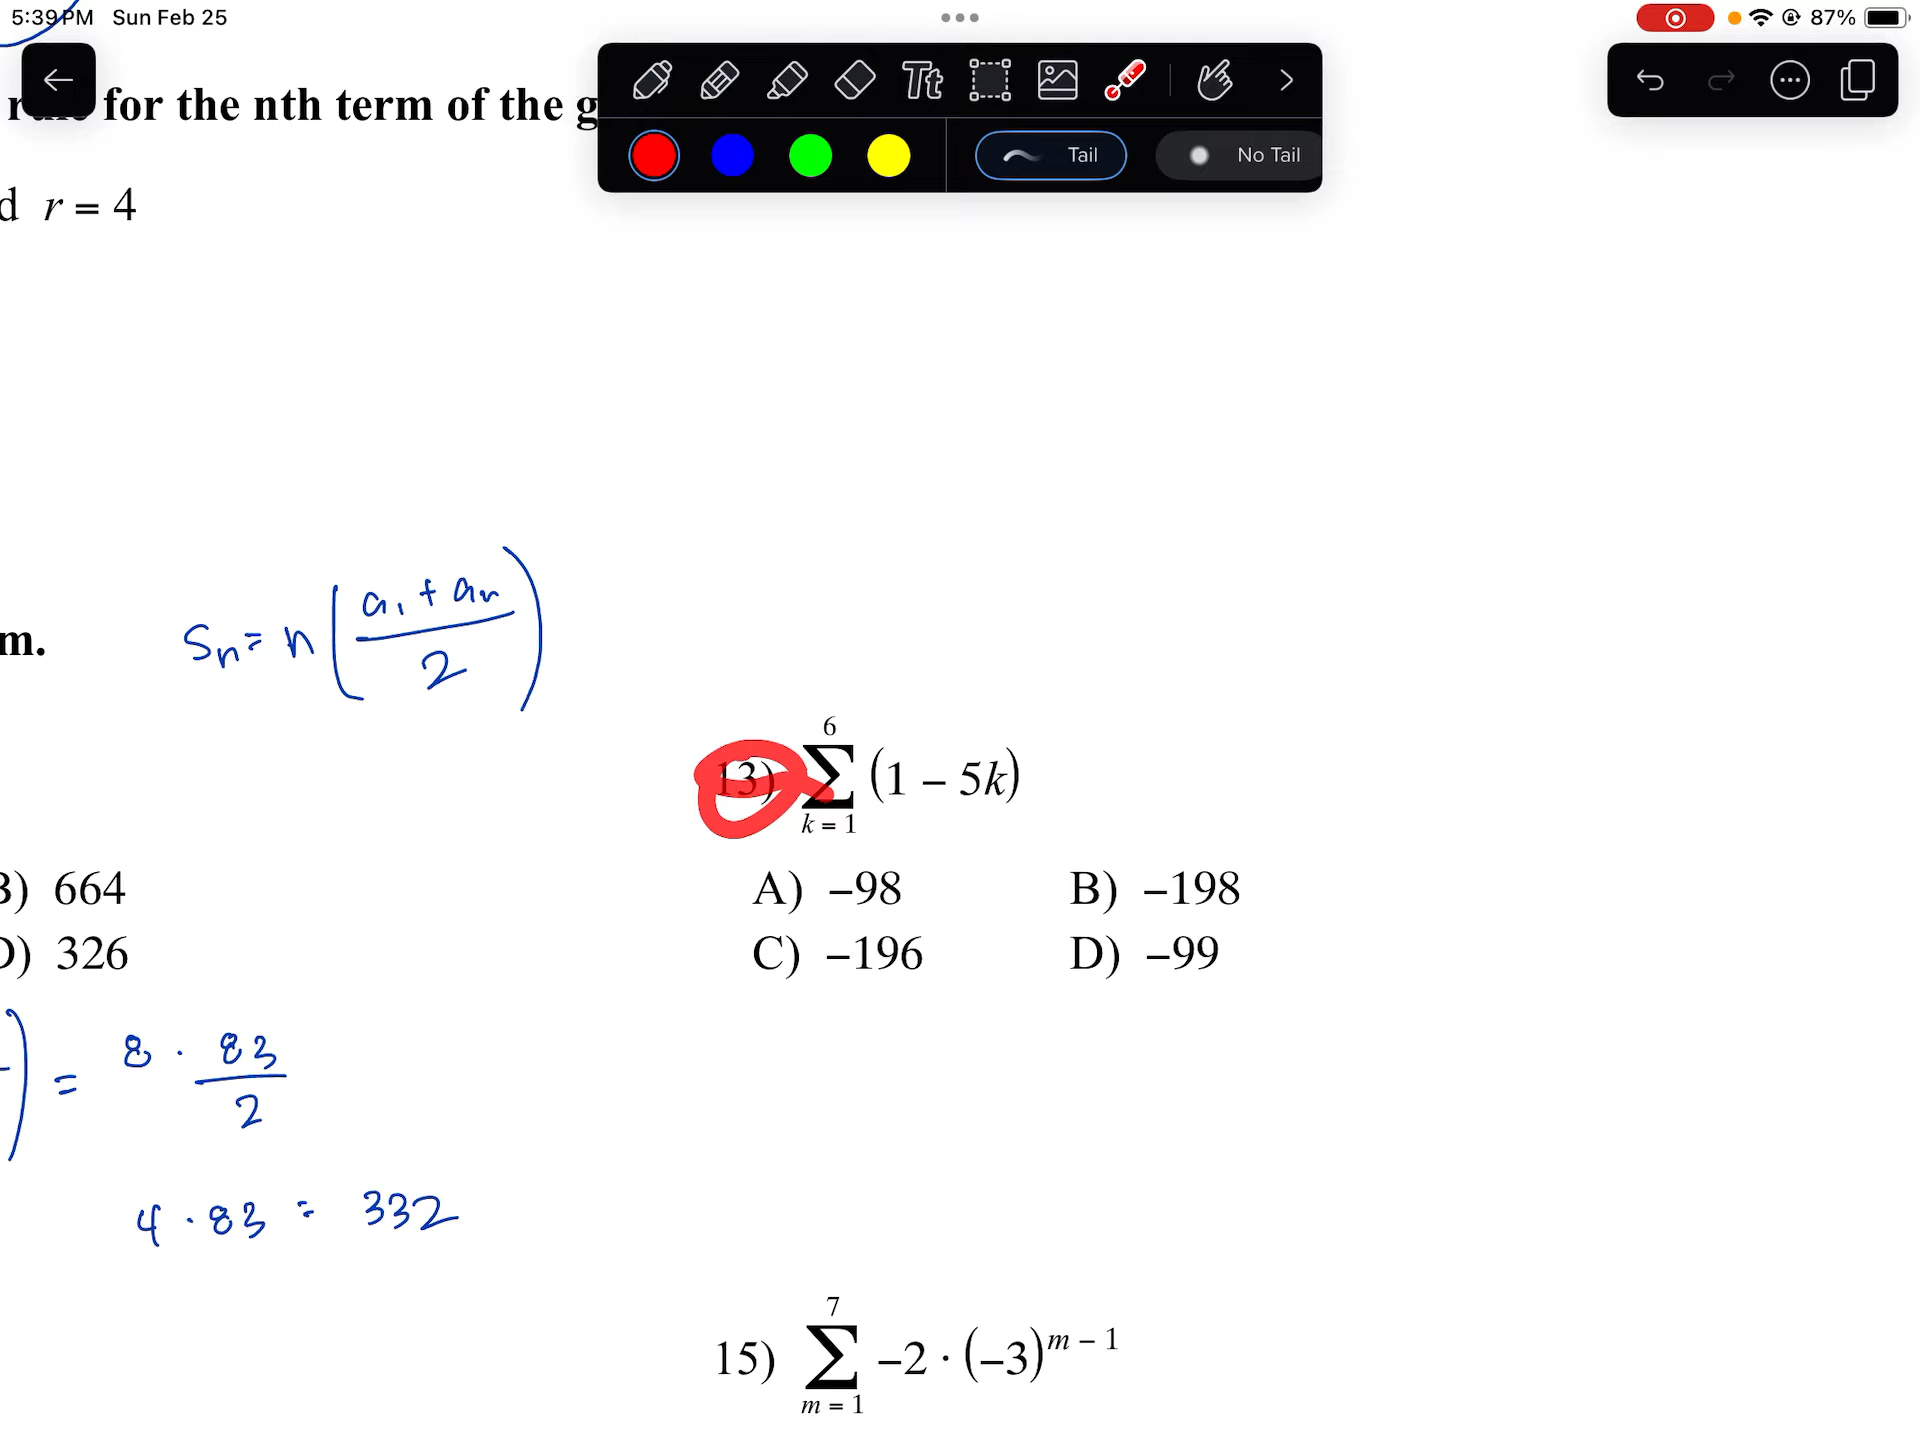 5:39 PM Sun Feb 25
87%
Tt
Tail
No Tail
for the nth term of the g
d r = 4
m.
Sn = n ( a1 + an / 2 )
13) 6 ∑ k = 1 (1 – 5k)
B) 664
D) 326
A) –98
B) –198
C) –196
D) –99
) = 8 · 83 / 2
4 · 83 = 332
15) 7 ∑ m = 1 –2 · (–3)^m – 1